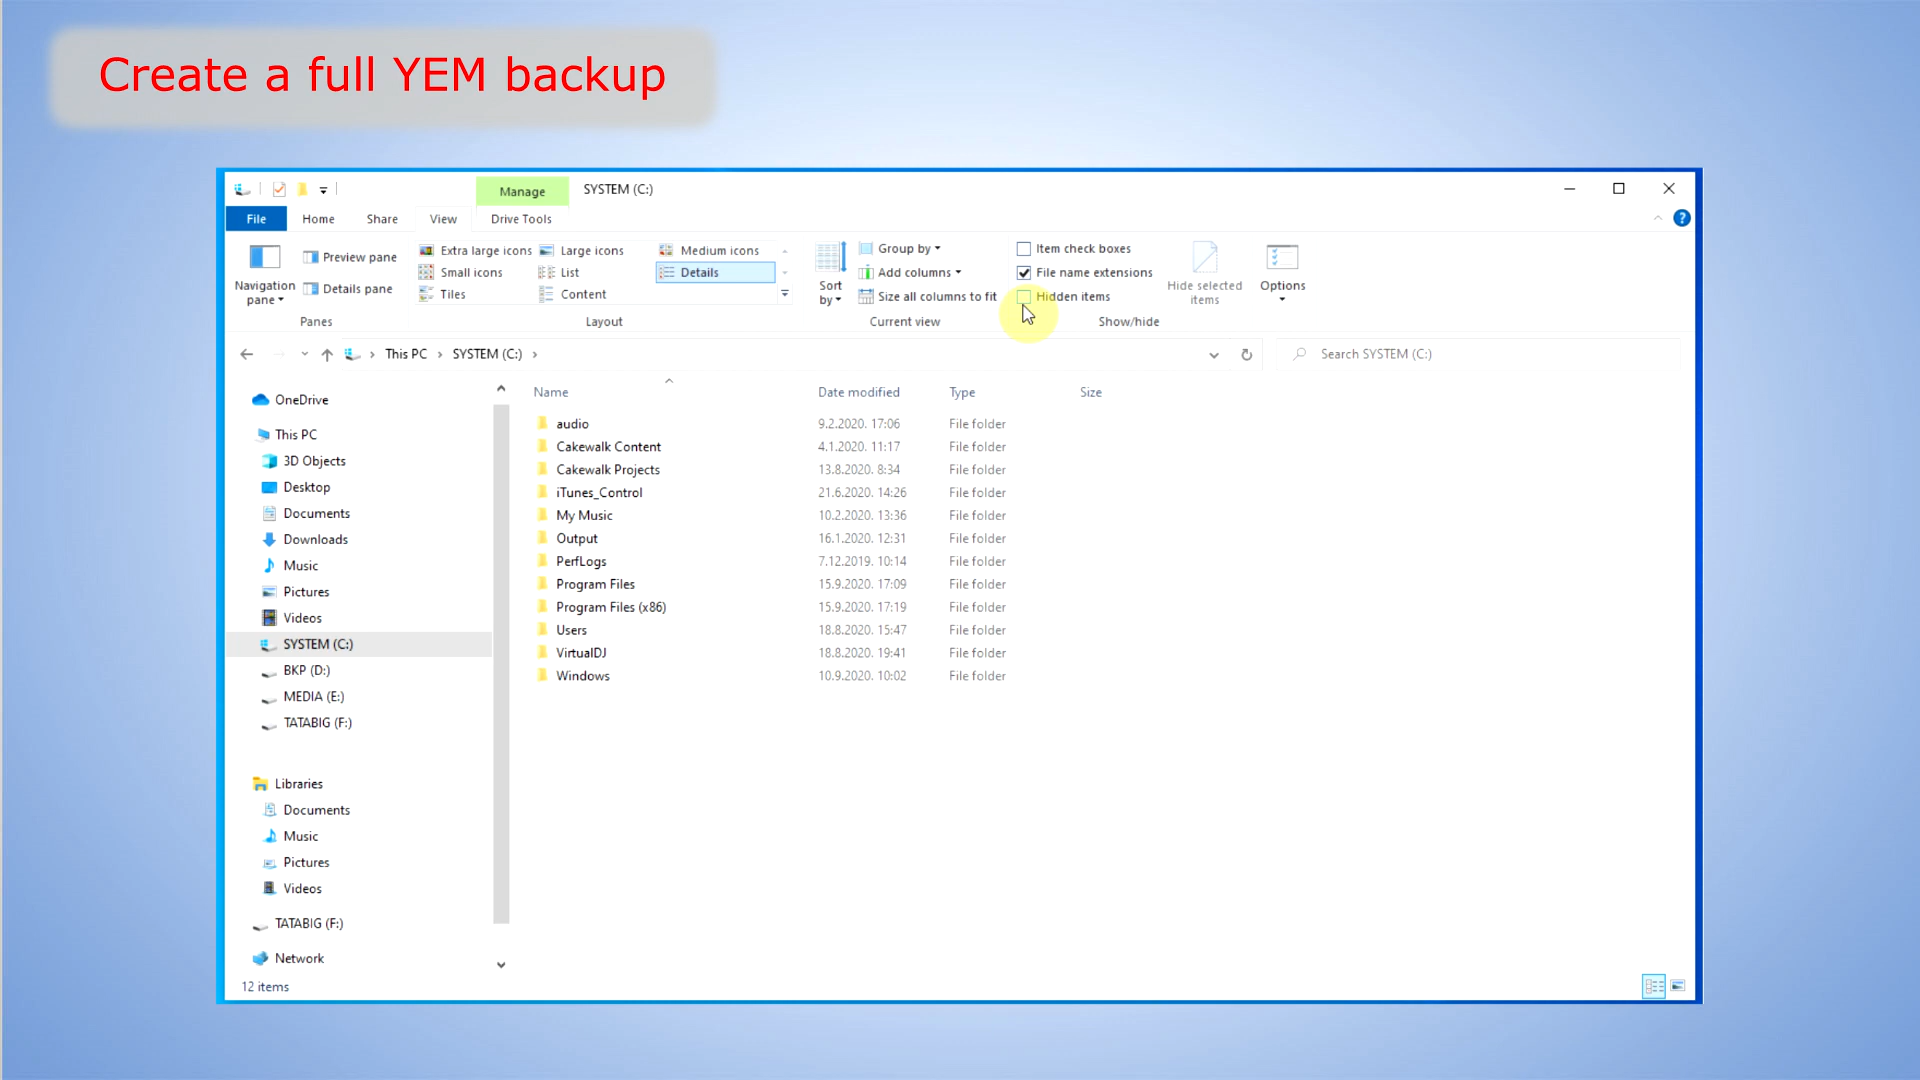 Create a full YEM backup
Manage
SYSTEM (C:)
File
Home
Share
View
Drive Tools
Navigation pane
Preview pane
Details pane
Panes
Extra large icons
Large icons
Medium icons
Small icons
List
Details
Tiles
Content
Layout
Sort by
Group by
Add columns
Size all columns to fit
Current view
Item check boxes
File name extensions
Hidden items
Show/hide
Hide selected items
Options
This PC > SYSTEM (C:) >
Search SYSTEM (C:)
OneDrive
This PC
3D Objects
Desktop
Documents
Downloads
Music
Pictures
Videos
SYSTEM (C:)
BKP (D:)
MEDIA (E:)
TATABIG (F:)
Libraries
Documents
Music
Pictures
Videos
TATABIG (F:)
Network
Name Date modified Type Size
audio 9.2.2020. 17:06 File folder
Cakewalk Content 4.1.2020. 11:17 File folder
Cakewalk Projects 13.8.2020. 8:34 File folder
iTunes_Control 21.6.2020. 14:26 File folder
My Music 10.2.2020. 13:36 File folder
Output 16.1.2020. 12:31 File folder
PerfLogs 7.12.2019. 10:14 File folder
Program Files 15.9.2020. 17:09 File folder
Program Files (x86) 15.9.2020. 17:19 File folder
Users 18.8.2020. 15:47 File folder
VirtualDJ 18.8.2020. 19:41 File folder
Windows 10.9.2020. 10:02 File folder
12 items